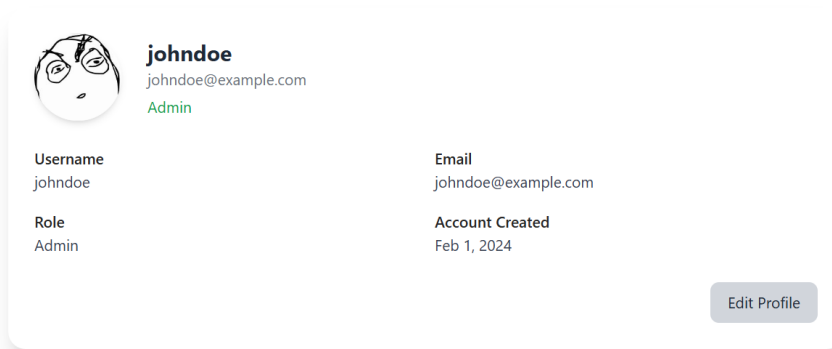 johndoe
johndoe@example.com
Admin
Username
johndoe
Email
johndoe@example.com
Role
Admin
Account Created
Feb 1, 2024
Edit Profile